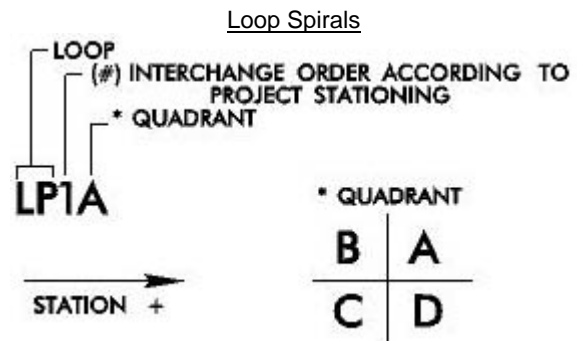 Loop Spirals
LOOP
(#) INTERCHANGE ORDER ACCORDING TO
PROJECT STATIONING
* QUADRANT
LP1A
* QUADRANT
B A
STATION +
C D